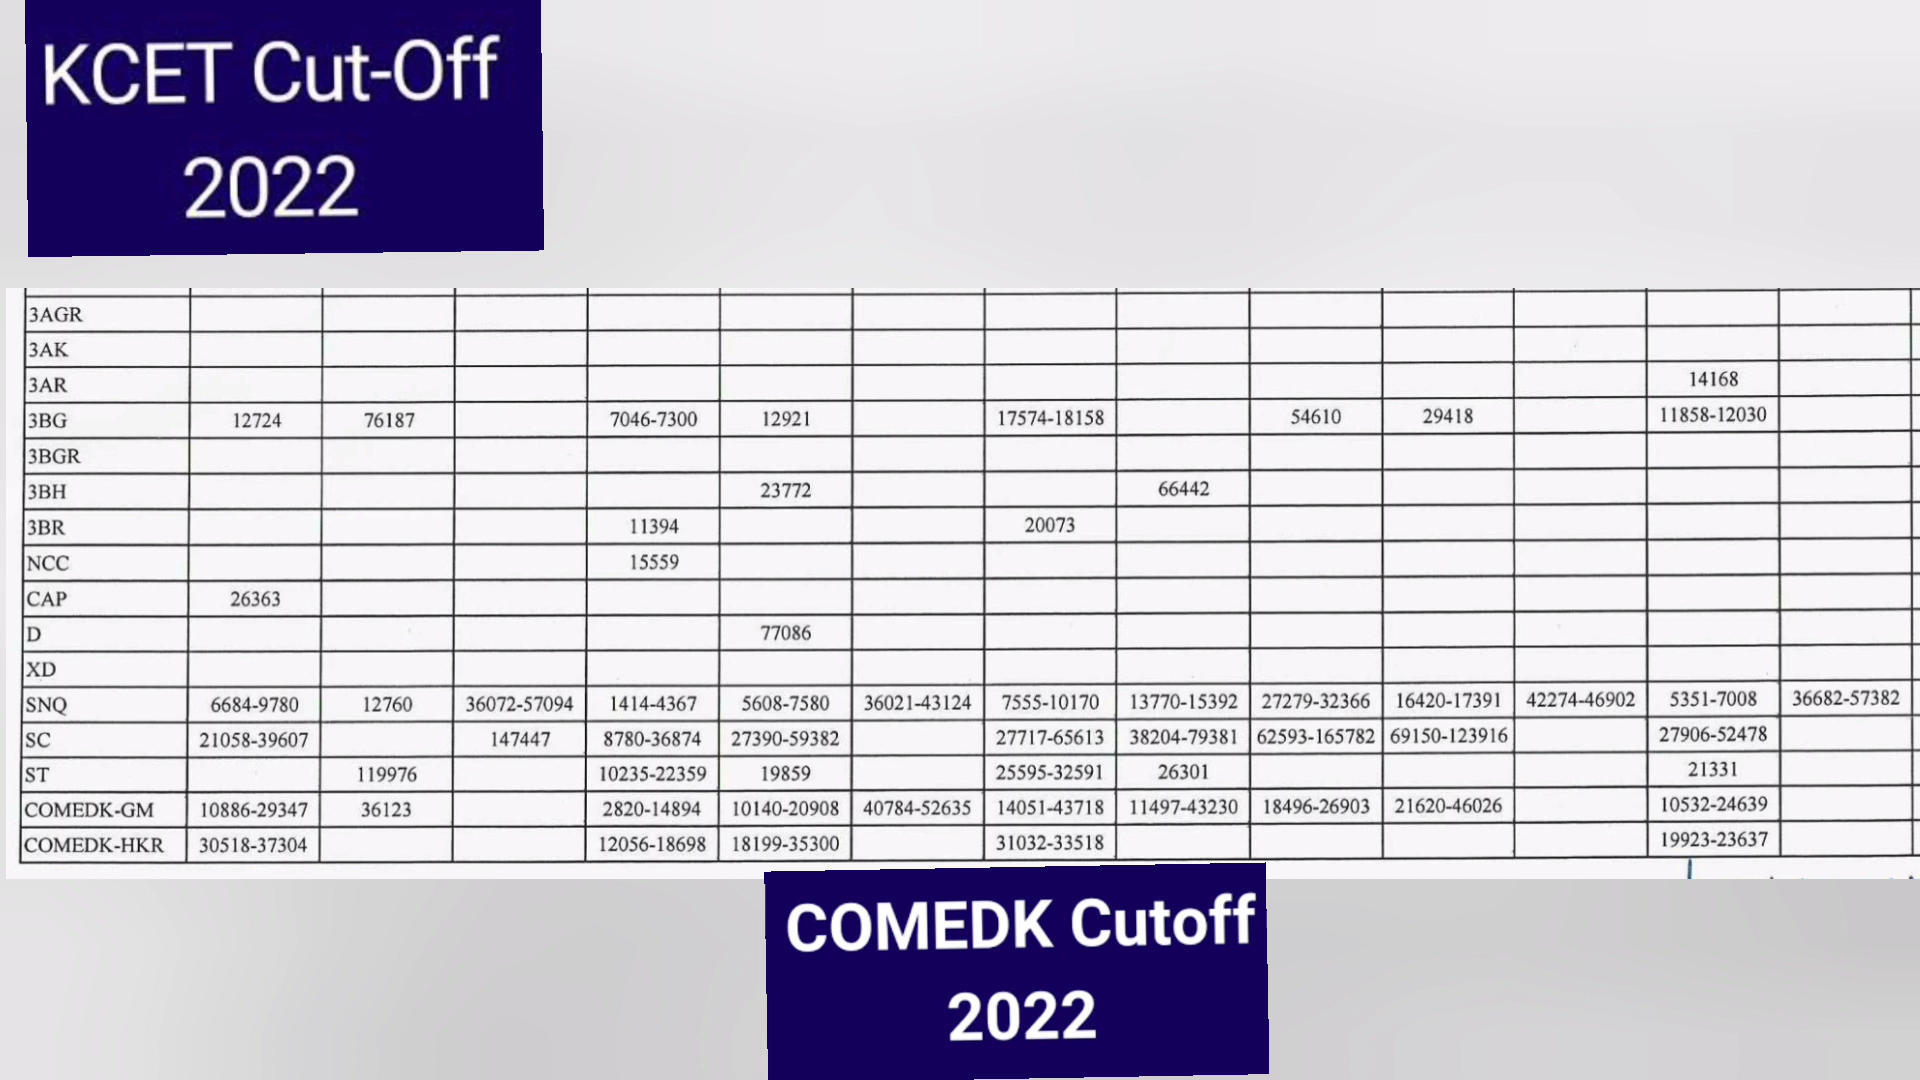 KCET Cut-Off
2022
3AGR
3AK
3AR 14168
3BG 12724 76187 7046-7300 12921 17574-18158 54610 29418 11858-12030
3BGR
3BH 23772 66442
3BR 11394 20073
NCC 15559
CAP 26363
D 77086
XD
SNQ 6684-9780 12760 36072-57094 1414-4367 5608-7580 36021-43124 7555-10170 13770-15392 27279-32366 16420-17391 42274-46902 5351-7008 36682-57382
SC 21058-39607 147447 8780-36874 27390-59382 27717-65613 38204-79381 62593-165782 69150-123916 27906-52478
ST 119976 10235-22359 19859 25595-32591 26301 21331
COMEDK-GM 10886-29347 36123 2820-14894 10140-20908 40784-52635 14051-43718 11497-43230 18496-26903 21620-46026 10532-24639
COMEDK-HKR 30518-37304 12056-18698 18199-35300 31032-33518 19923-23637
COMEDK Cutoff
2022